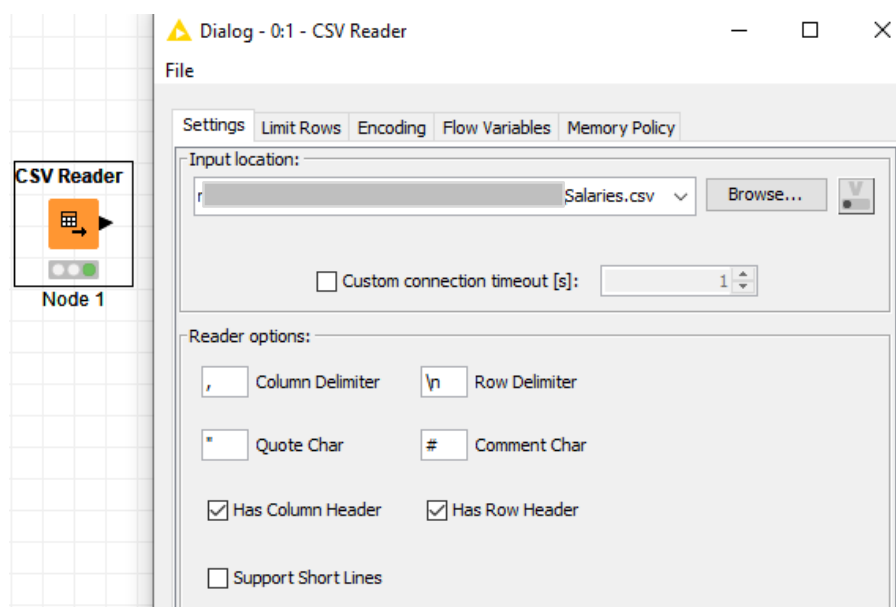 Dialog - 0:1 - CSV Reader
File
Settings Limit Rows Encoding Flow Variables Memory Policy
CSV Reader
Node 1
Input location:
Salaries.csv Browse... V
Custom connection timeout [s]: 1
Reader options:
, Column Delimiter \n Row Delimiter
" Quote Char # Comment Char
Has Column Header Has Row Header
Support Short Lines